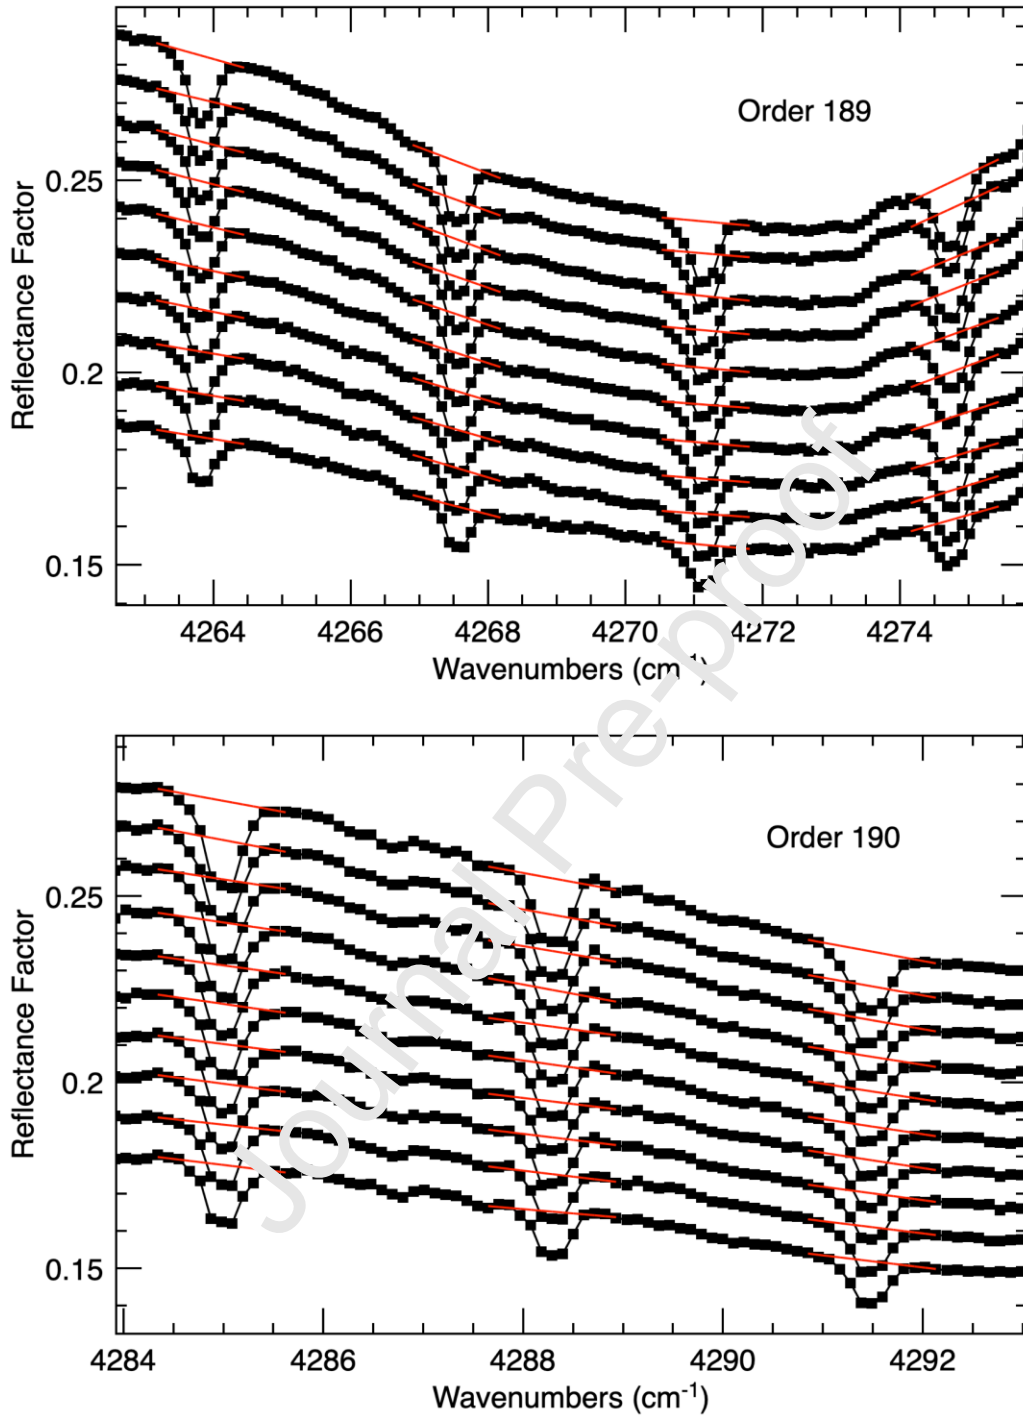 Order 189
Reflectance Factor
0.25
0.2
0.15
4264 4266 4268 4270 4272 4274
Wavenumbers (cm⁻¹)
Order 190
Reflectance Factor
0.25
0.2
0.15
4284 4286 4288 4290 4292
Wavenumbers (cm⁻¹)
Journal Pre-proof